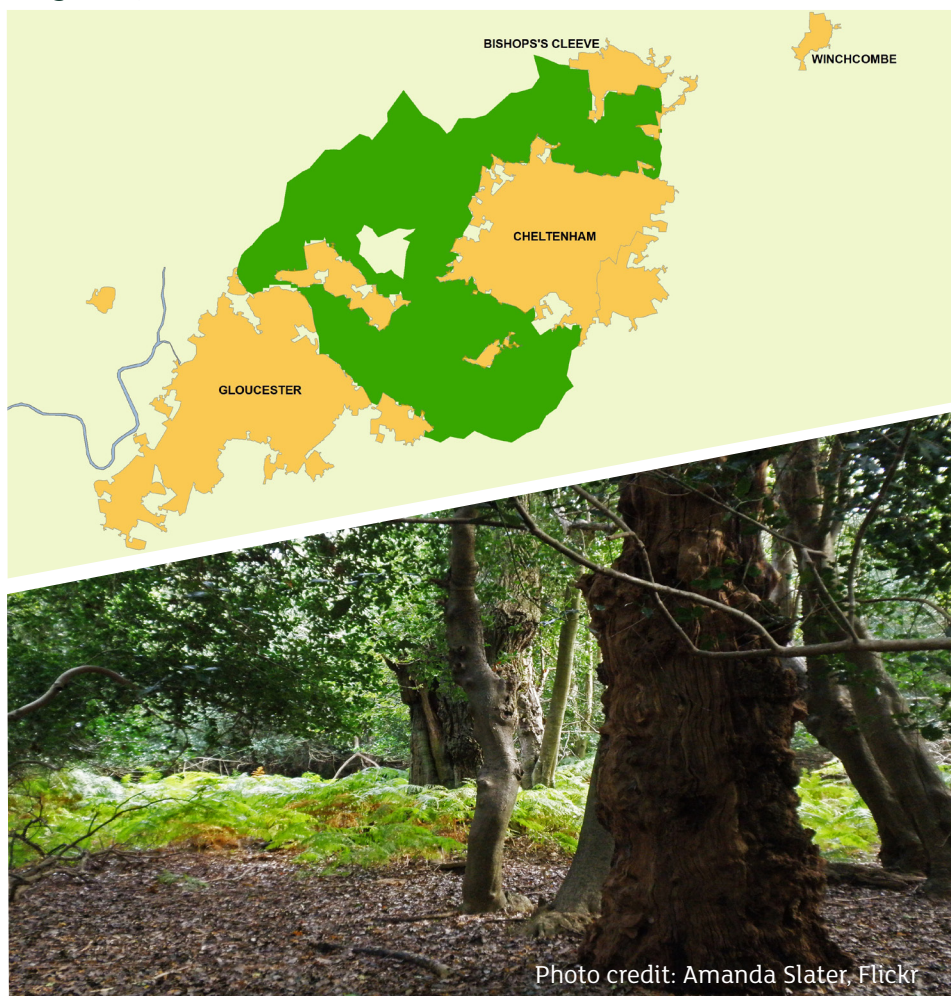 BISHOPS'S CLEEVE
WINCHCOMBE
CHELTENHAM
GLOUCESTER
Photo credit: Amanda Slater, Flickr